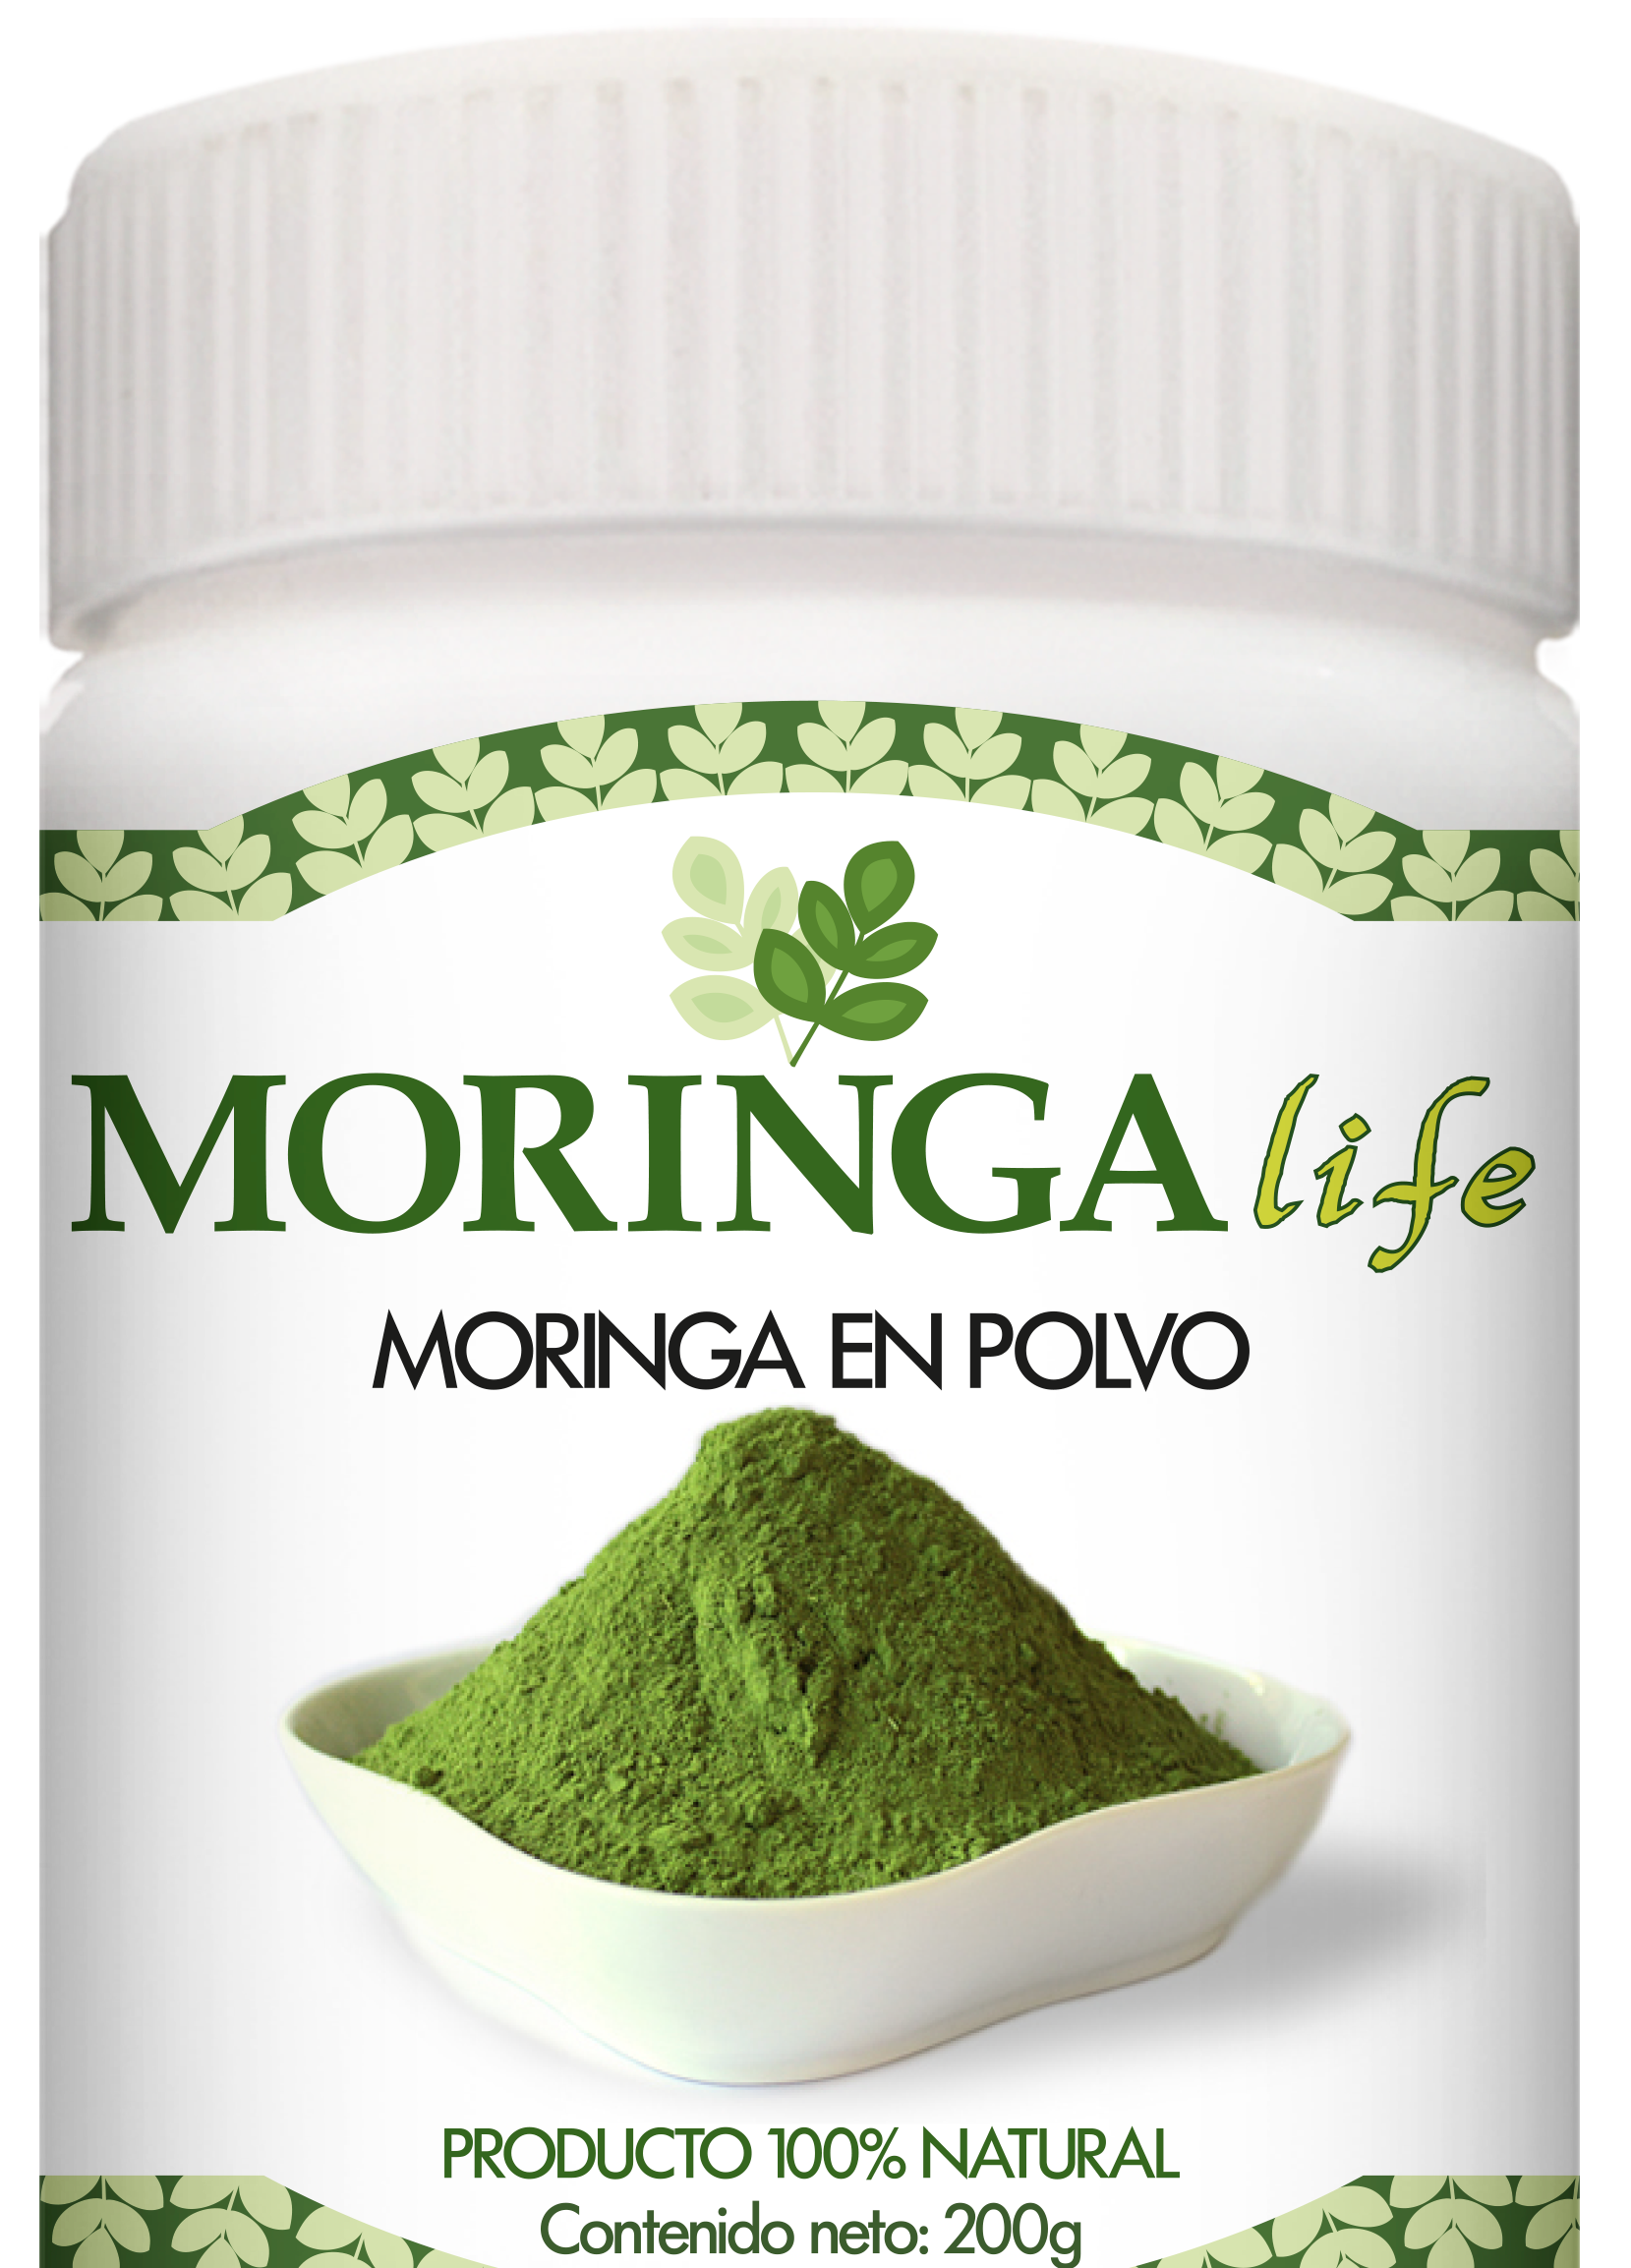 MORINGA life
MORINGA EN POLVO
PRODUCTO 100% NATURAL
Contenido neto: 200g